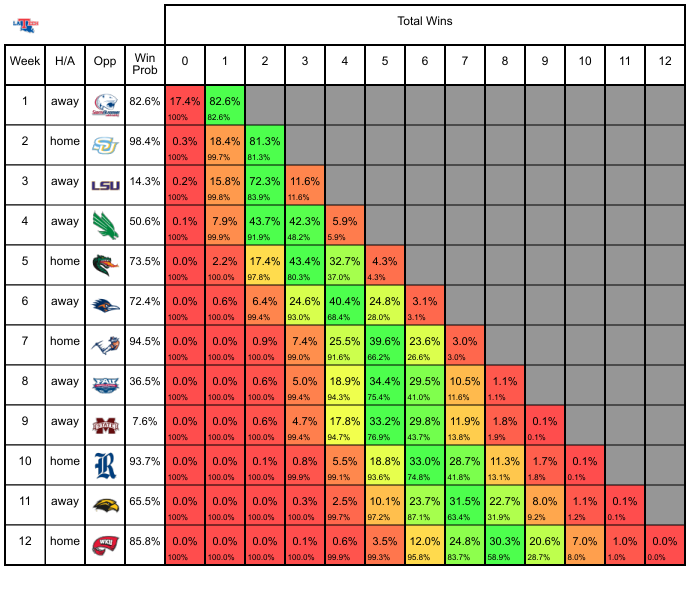 LA TECH
Total Wins
Week H/A Opp Win Prob 0 1 2 3 4 5 6 7 8 9 10 11 12
1 away 82.6% 17.4% 82.6%
100% 82.6%
2 home 98.4% 0.3% 18.4% 81.3%
100% 99.7% 81.3%
3 away LSU 14.3% 0.2% 15.8% 72.3% 11.6%
100% 99.8% 83.9% 11.6%
4 away 50.6% 0.1% 7.9% 43.7% 42.3% 5.9%
100% 99.9% 91.9% 48.2% 5.9%
5 home 73.5% 0.0% 2.2% 17.4% 43.4% 32.7% 4.3%
100% 100.0% 97.8% 80.3% 37.0% 4.3%
6 away 72.4% 0.0% 0.6% 6.4% 24.6% 40.4% 24.8% 3.1%
100% 100.0% 99.4% 93.0% 68.4% 28.0% 3.1%
7 home 94.5% 0.0% 0.0% 0.9% 7.4% 25.5% 39.6% 23.6% 3.0%
100% 100.0% 100.0% 99.0% 91.6% 66.2% 26.6% 3.0%
8 away FAU 36.5% 0.0% 0.0% 0.6% 5.0% 18.9% 34.4% 29.5% 10.5% 1.1%
100% 100.0% 100.0% 99.4% 94.3% 75.4% 41.0% 11.6% 1.1%
9 away 7.6% 0.0% 0.0% 0.6% 4.7% 17.8% 33.2% 29.8% 11.9% 1.8% 0.1%
100% 100.0% 100.0% 99.4% 94.7% 76.9% 43.7% 13.8% 1.9% 0.1%
10 home R 93.7% 0.0% 0.0% 0.1% 0.8% 5.5% 18.8% 33.0% 28.7% 11.3% 1.7% 0.1%
100% 100.0% 100.0% 99.9% 99.1% 93.6% 74.8% 41.8% 13.1% 1.8% 0.1%
11 away 65.5% 0.0% 0.0% 0.0% 0.3% 2.5% 10.1% 23.7% 31.5% 22.7% 8.0% 1.1% 0.1%
100% 100.0% 100.0% 100.0% 99.7% 97.2% 87.1% 63.4% 31.9% 9.2% 1.2% 0.1%
12 home WKU 85.8% 0.0% 0.0% 0.0% 0.1% 0.6% 3.5% 12.0% 24.8% 30.3% 20.6% 7.0% 1.0% 0.0%
100% 100.0% 100.0% 100.0% 99.9% 99.3% 95.8% 83.7% 58.9% 28.7% 8.0% 1.0% 0.0%